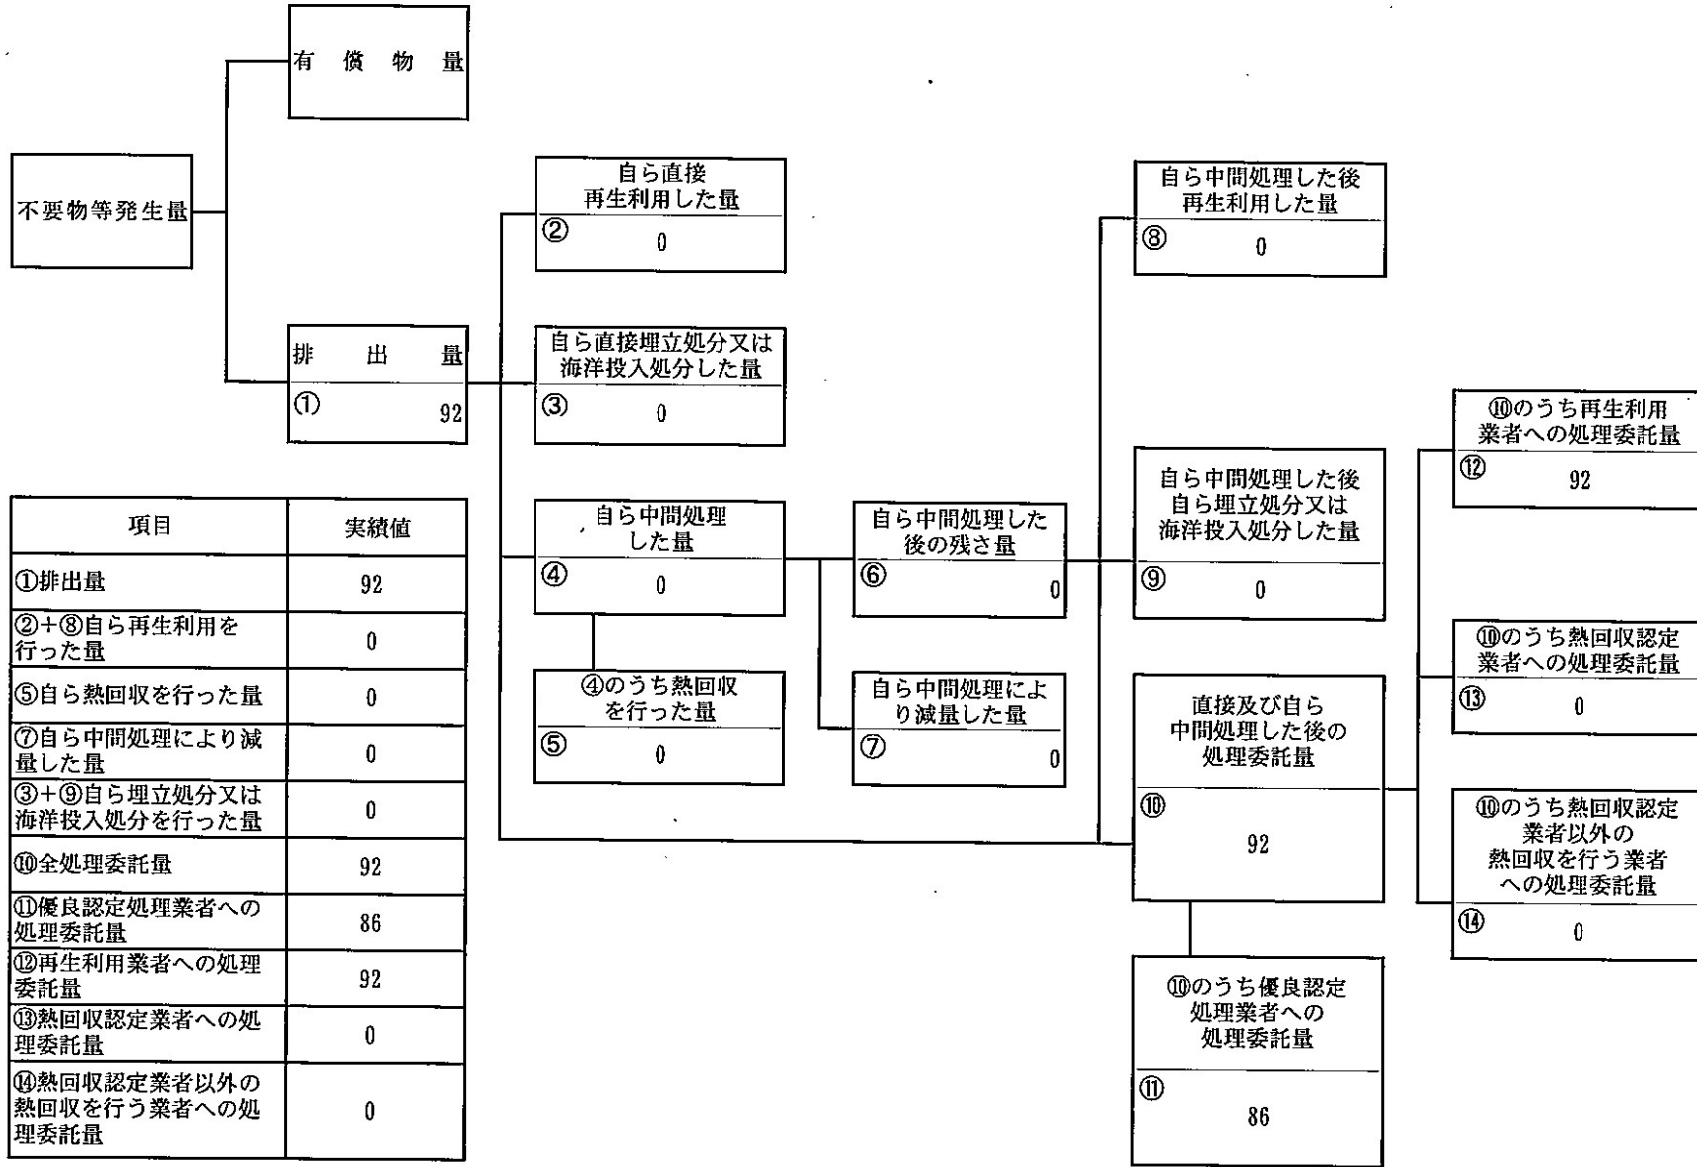 有償物量
不要物等発生量
排出量
①
92
自ら直接
再生利用した量
②
0
自ら直接埋立処分又は
海洋投入処分した量
③
0
自ら中間処理
した量
④
0
④のうち熱回収
を行った量
⑤
0
自ら中間処理した
後の残さ量
⑥
0
自ら中間処理によ
り減量した量
⑦
0
自ら中間処理した後
再生利用した量
⑧
0
自ら中間処理した後
自ら埋立処分又は
海洋投入処分した量
⑨
0
直接及び自ら
中間処理した後の
処理委託量
⑩
92
⑩のうち優良認定
処理業者への
処理委託量
⑪
86
⑩のうち再生利用
業者への処理委託量
⑫
92
⑩のうち熱回収認定
業者への処理委託量
⑬
0
⑩のうち熱回収認定
業者以外の
熱回収を行う業者
への処理委託量
⑭
0
項目 実績値
①排出量 92
②+⑧自ら再生利用を
行った量
0
⑤自ら熱回収を行った量 0
⑦自ら中間処理により減
量した量
0
③+⑨自ら埋立処分又は
海洋投入処分を行った量
0
⑩全処理委託量 92
⑪優良認定処理業者への
処理委託量
86
⑫再生利用業者への処理
委託量
92
⑬熱回収認定業者への処
理委託量
0
⑭熱回収認定業者以外の
熱回収を行う業者への処
理委託量
0